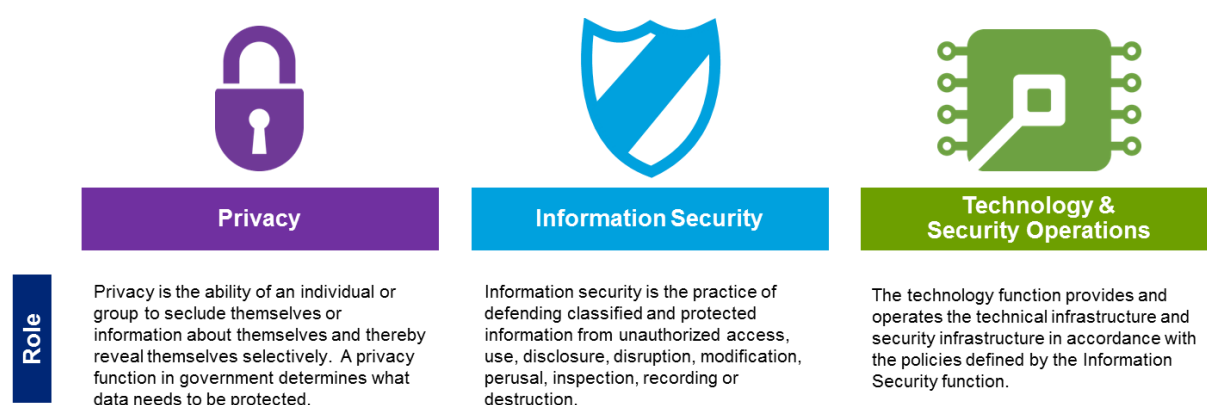 Privacy
Information Security
Technology &
Security Operations
Role
Privacy is the ability of an individual or
group to seclude themselves or
information about themselves and thereby
reveal themselves selectively.  A privacy
function in government determines what
data needs to be protected.
Information security is the practice of
defending classified and protected
information from unauthorized access,
use, disclosure, disruption, modification,
perusal, inspection, recording or
destruction.
The technology function provides and
operates the technical infrastructure and
security infrastructure in accordance with
the policies defined by the Information
Security function.